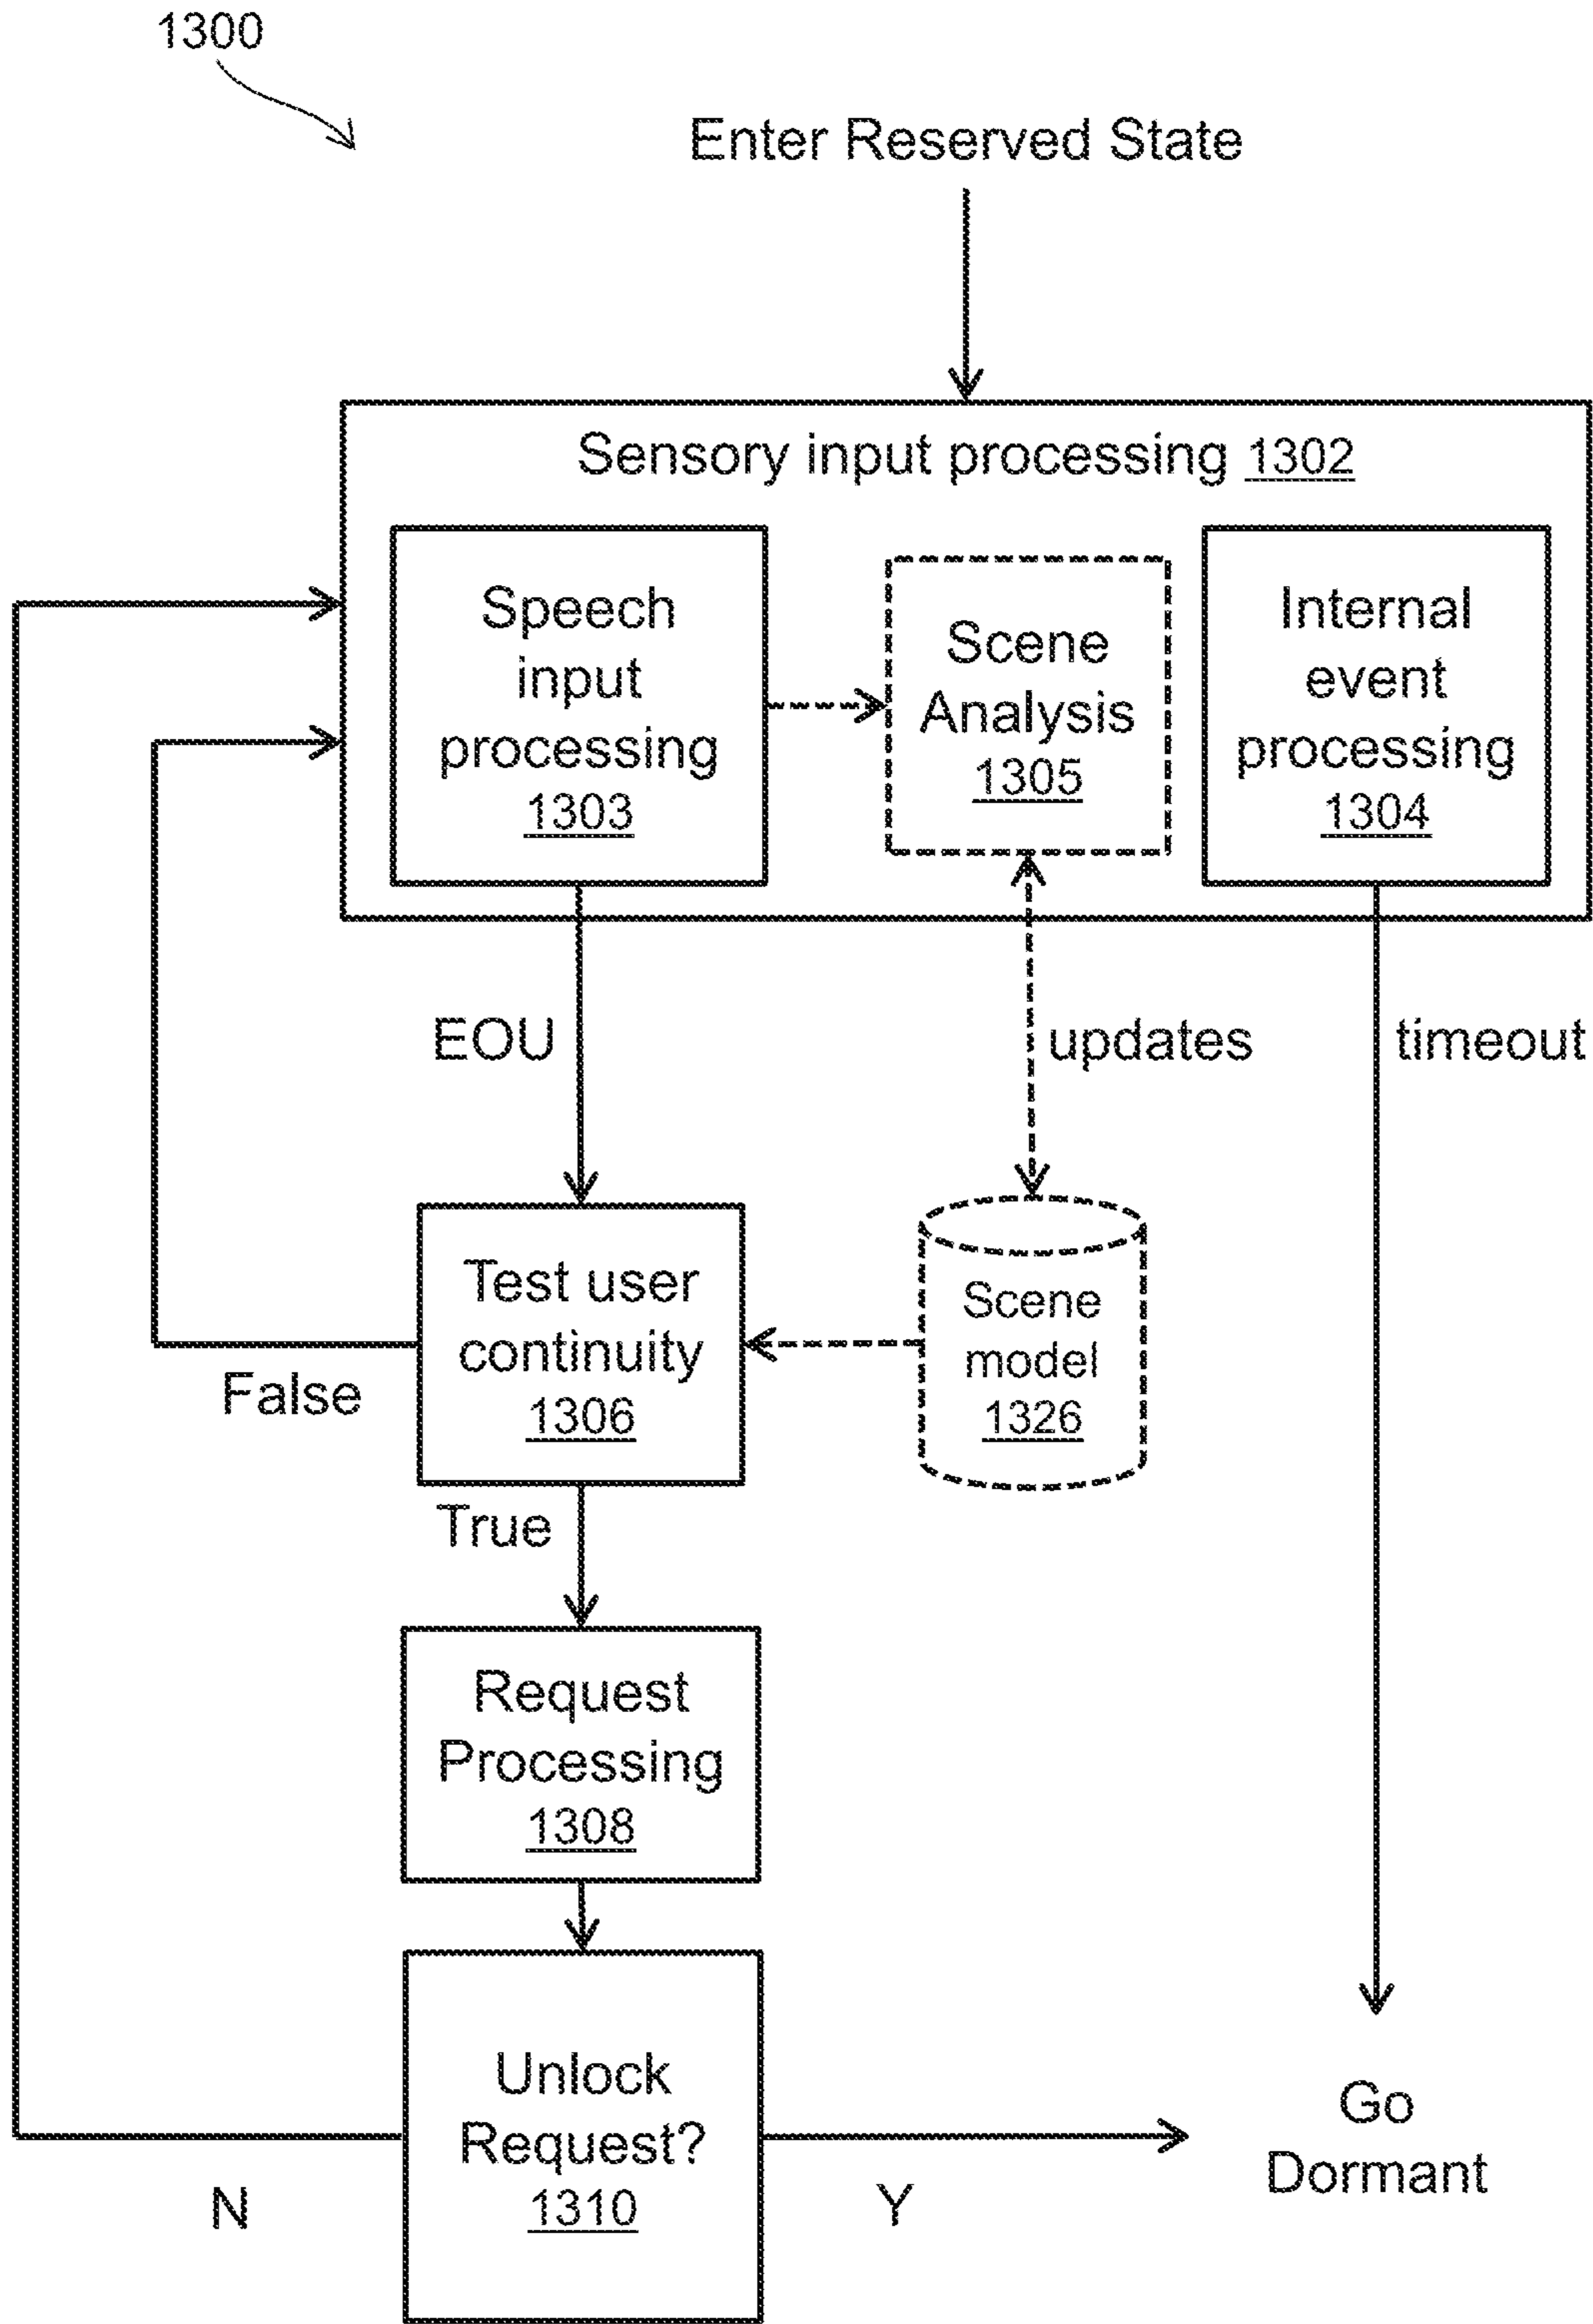 1300
Enter Reserved State
Sensory input processing 1302
Speech
input
processing
1303
Scene
Analysis
1305
Internal
event
processing
1304
EOU
updates
timeout
Test user
continuity
1306
Scene
model
1326
False
True
Request
Processing
1308
Unlock
Request?
1310
N
Y
Go
Dormant